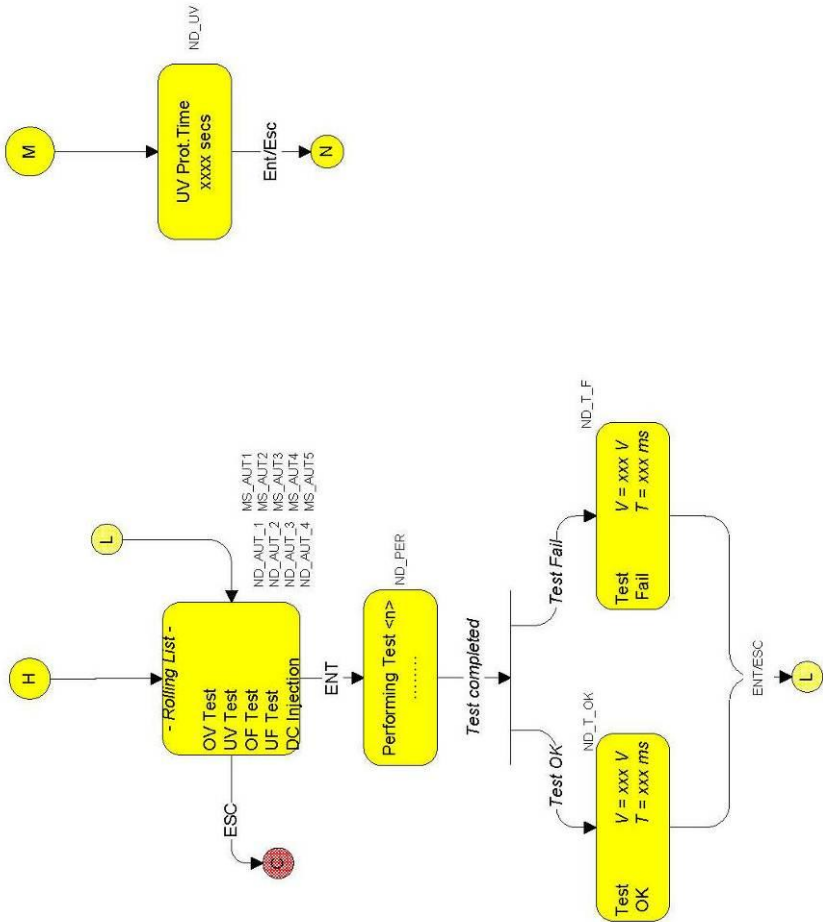 H
L
- Rolling List -
OV Test
UV Test
OF Test
UF Test
DC Injection
ND_AUT_1 MS_AUT1
ND_AUT_2 MS_AUT2
ND_AUT_3 MS_AUT3
ND_AUT_4 MS_AUT4
MS_AUT5
ESC
C
ENT
Performing Test <n>
........
ND_PER
Test completed
Test OK
Test Fail
ND_T_OK
Test V = xxx V
OK T = xxx ms
ND_T_F
Test V = xxx V
Fail T = xxx ms
ENT/ESC
L
M
UV Prot.Time
xxxx secs
ND_UV
Ent/Esc
N